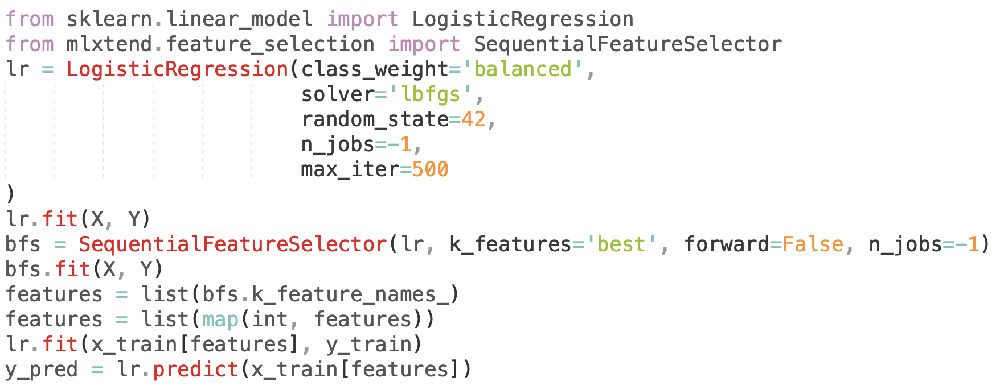 from sklearn.linear_model import LogisticRegression
from mlxtend.feature_selection import SequentialFeatureSelector
lr = LogisticRegression(class_weight='balanced',
                        solver='lbfgs',
                        random_state=42,
                        n_jobs=-1,
                        max_iter=500
)
lr.fit(X, Y)
bfs = SequentialFeatureSelector(lr, k_features='best', forward=False, n_jobs=-1)
bfs.fit(X, Y)
features = list(bfs.k_feature_names_)
features = list(map(int, features))
lr.fit(x_train[features], y_train)
y_pred = lr.predict(x_train[features])